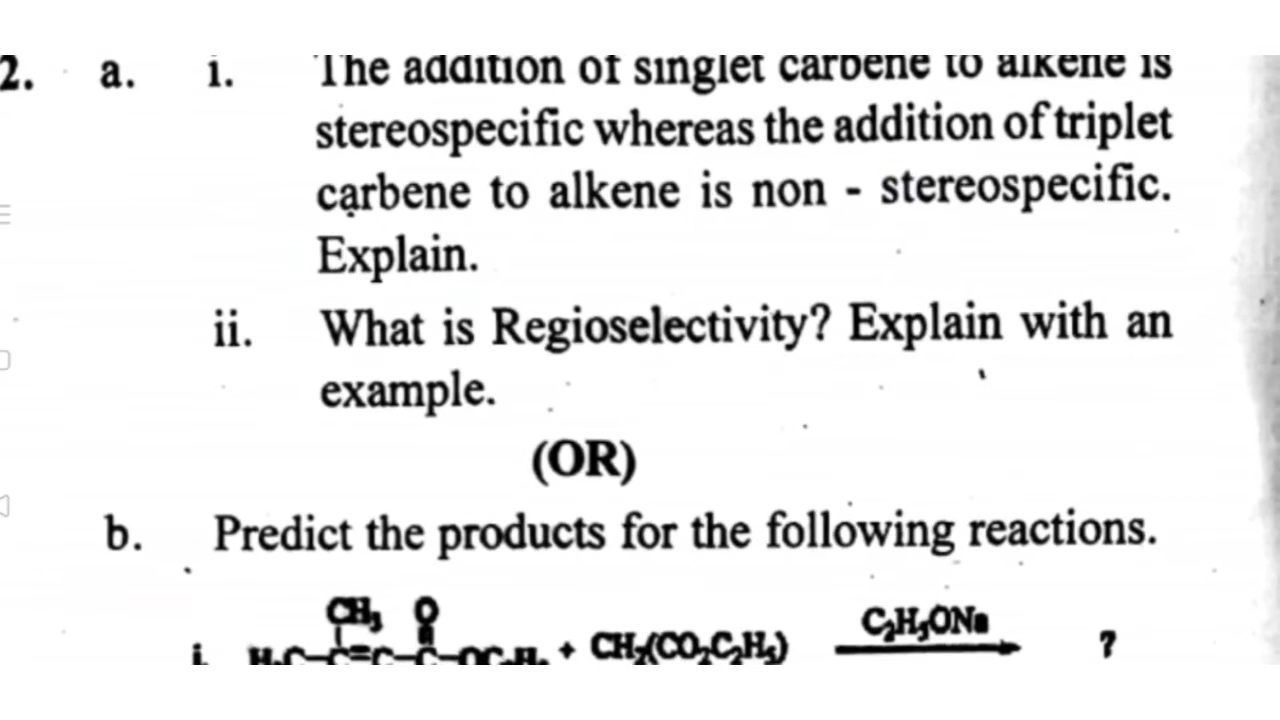 2. a. i. The addition of singlet carbene to alkene is
stereospecific whereas the addition of triplet
carbene to alkene is non - stereospecific.
Explain.
ii. What is Regioselectivity? Explain with an
example.
(OR)
b. Predict the products for the following reactions.
CH₃ O C₂H₅ONa
i. H₃C–C=C–C–OC₂H₅ + CH₂(CO₂C₂H₅) ?